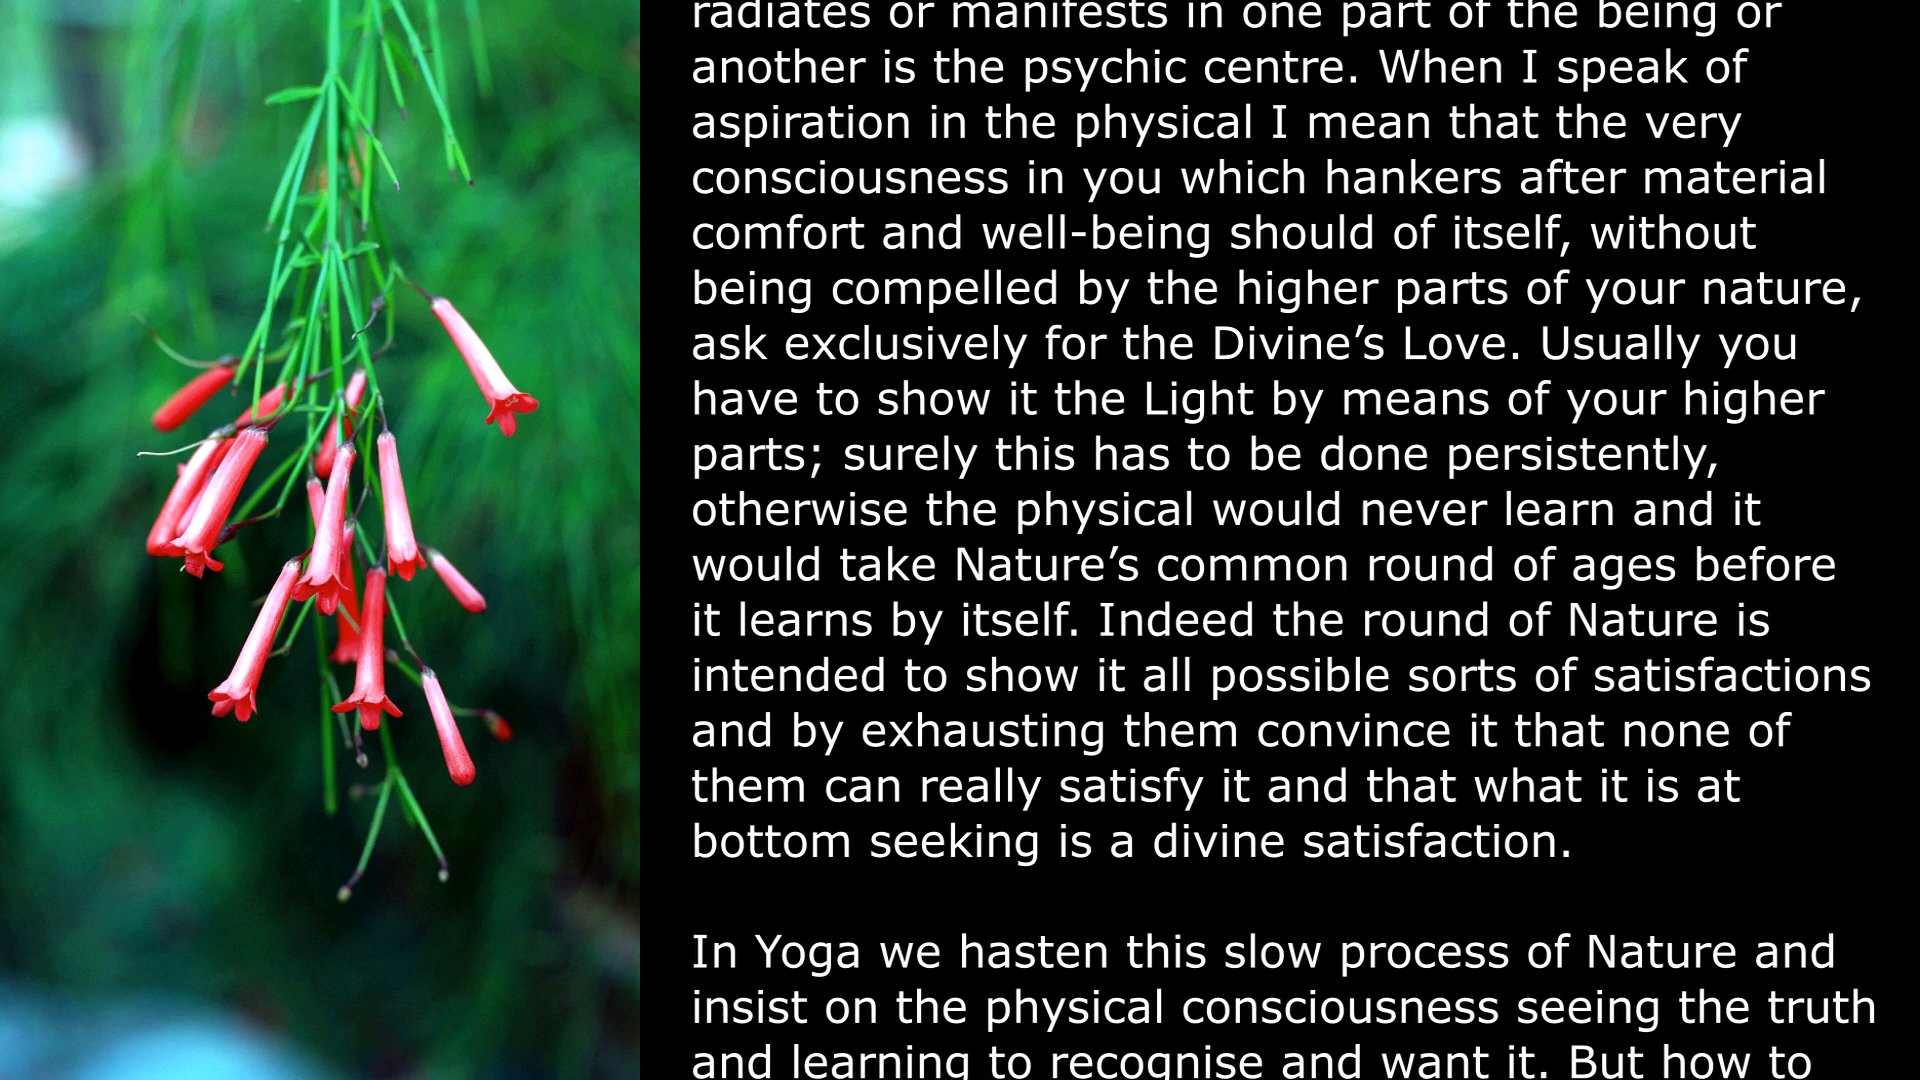 radiates or manifests in one part of the being or
another is the psychic centre. When I speak of
aspiration in the physical I mean that the very
consciousness in you which hankers after material
comfort and well-being should of itself, without
being compelled by the higher parts of your nature,
ask exclusively for the Divine’s Love. Usually you
have to show it the Light by means of your higher
parts; surely this has to be done persistently,
otherwise the physical would never learn and it
would take Nature’s common round of ages before
it learns by itself. Indeed the round of Nature is
intended to show it all possible sorts of satisfactions
and by exhausting them convince it that none of
them can really satisfy it and that what it is at
bottom seeking is a divine satisfaction.
In Yoga we hasten this slow process of Nature and
insist on the physical consciousness seeing the truth
and learning to recognise and want it. But how to